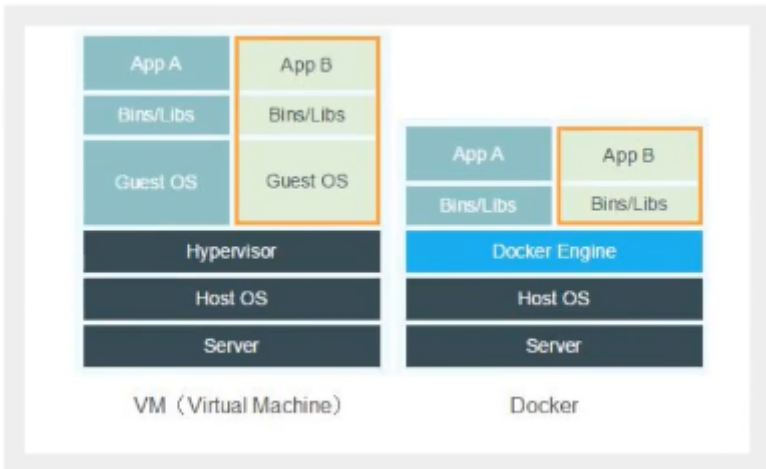 App A
App B
Bins/Libs
Bins/Libs
Guest OS
Guest OS
Hypervisor
Host OS
Server
VM（Virtual Machine）
App A
App B
Bins/Libs
Bins/Libs
Docker Engine
Host OS
Server
Docker